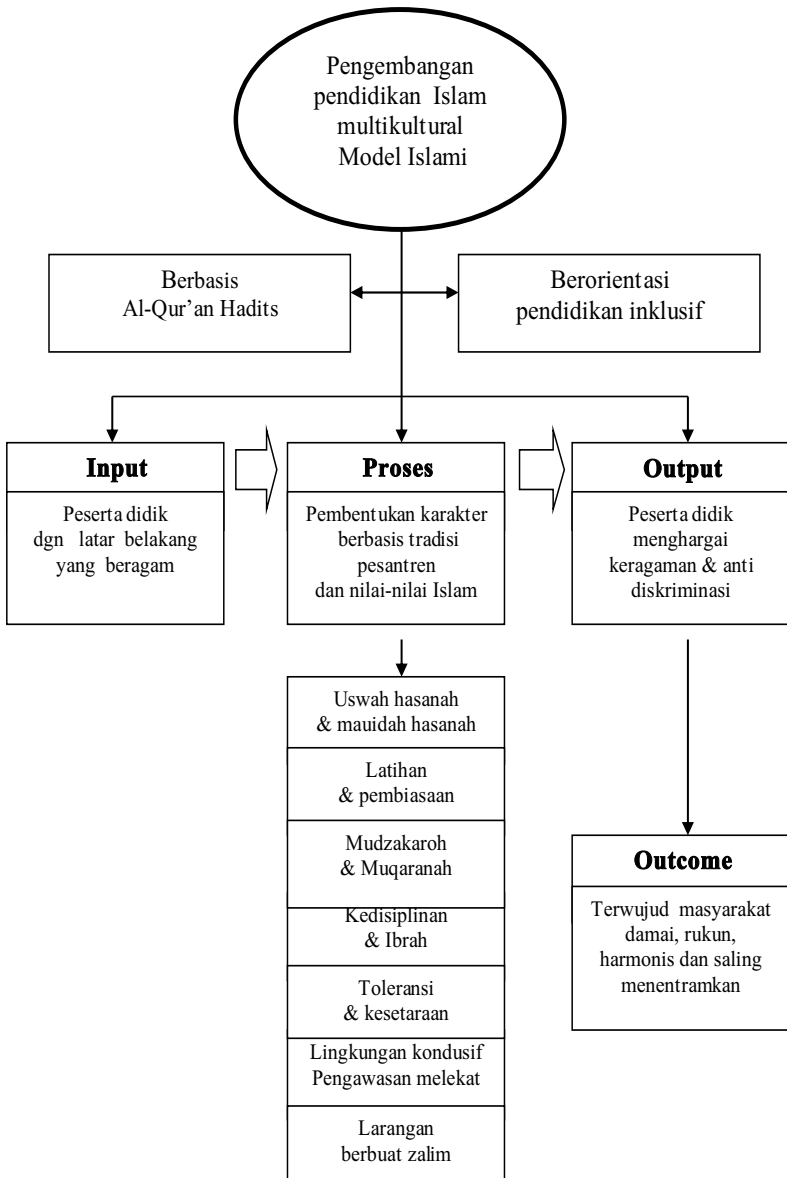 Pengembangan
pendidikan Islam
multikultural
Model Islami
Berbasis
Al-Qur'an Hadits
Berorientasi
pendidikan inklusif
Input
Peserta didik
dgn latar belakang
yang beragam
Proses
Pembentukan karakter
berbasis tradisi
pesantren
dan nilai-nilai Islam
Output
Peserta didik
menghargai
keragaman & anti
diskriminasi
Uswah hasanah
& mauidah hasanah
Latihan
& pembiasaan
Mudzakaroh
& Muqaranah
Kedisiplinan
& Ibrah
Toleransi
& kesetaraan
Lingkungan kondusif
Pengawasan melekat
Larangan
berbuat zalim
Outcome
Terwujud masyarakat
damai, rukun,
harmonis dan saling
menentramkan